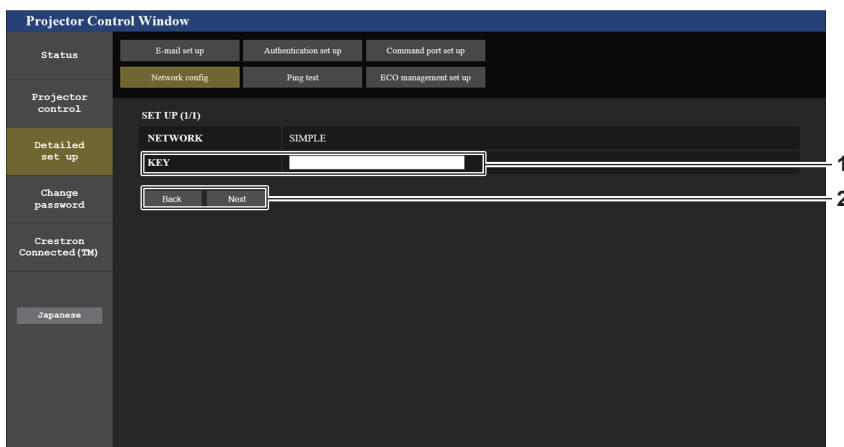 Projector Control Window
Status
E-mail set up
Authentication set up
Command port set up
Network config
Ping test
ECO management set up
Projector
control
Detailed
set up
Change
password
Crestron
Connected(TM)
Japanese
SET UP (1/1)
NETWORK SIMPLE
KEY
1
Back Next
2